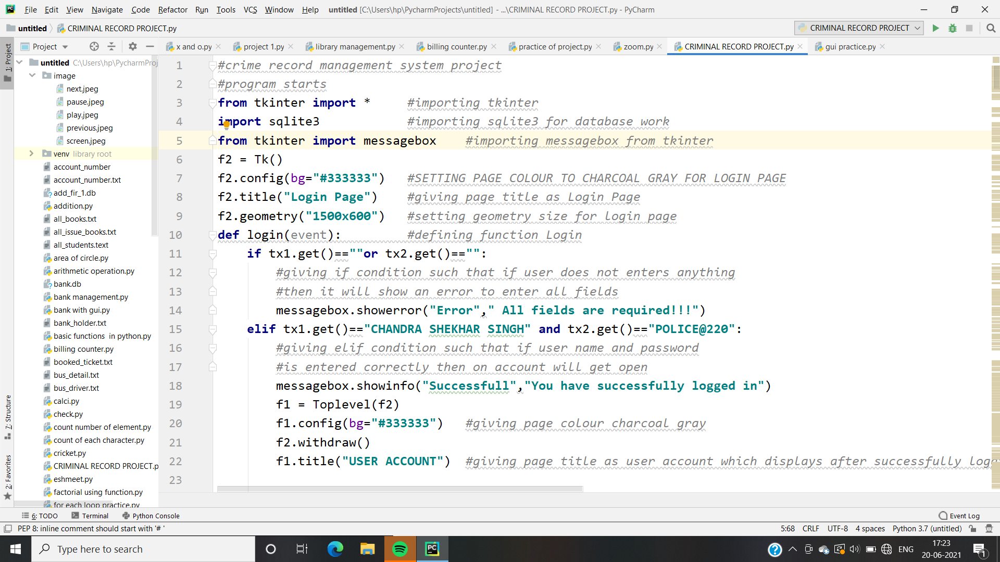 File Edit View Navigate Code Refactor Run Tools VCS Window Help untitled [C:\Users\hp\PycharmProjects\untitled] - ...\CRIMINAL RECORD PROJECT.py - PyCharm
untitled CRIMINAL RECORD PROJECT.py
CRIMINAL RECORD PROJECT
Project
x and o.py project 1.py library management.py billing counter.py practice of project.py zoom.py CRIMINAL RECORD PROJECT.py gui practice.py
1: Project
7: Structure
2: Favorites
untitled C:\Users\hp\PycharmProj
image
next.jpeg
pause.jpeg
play.jpeg
previous.jpeg
screen.jpeg
venv library root
account_number
account_number.txt
add_fir_1.db
addition.py
all_books.txt
all_issue_books.txt
all_students.text
area of circle.py
arithmetic operation.py
bank.db
bank management.py
bank with gui.py
bank_holder.txt
basic functions in python.py
billing counter.py
booked_ticket.txt
bus_detail.txt
bus_driver.txt
calci.py
check.py
count number of element.py
count of each character.py
cricket.py
CRIMINAL RECORD PROJECT.p
eshmeet.py
factorial using function.py
for each loop practice.py
1 #crime record management system project
2 #program starts
3 from tkinter import * #importing tkinter
4 import sqlite3 #importing sqlite3 for database work
5 from tkinter import messagebox #importing messagebox from tkinter
6 f2 = Tk()
7 f2.config(bg="#333333") #SETTING PAGE COLOUR TO CHARCOAL GRAY FOR LOGIN PAGE
8 f2.title("Login Page") #giving page title as Login Page
9 f2.geometry("1500x600") #setting geometry size for login page
10 def login(event): #defining function Login
11 if tx1.get()==""or tx2.get()=="":
12 #giving if condition such that if user does not enters anything
13 #then it will show an error to enter all fields
14 messagebox.showerror("Error"," All fields are required!!!")
15 elif tx1.get()=="CHANDRA SHEKHAR SINGH" and tx2.get()=="POLICE@220":
16 #giving elif condition such that if user name and password
17 #is entered correctly then on account will get open
18 messagebox.showinfo("Successfull","You have successfully logged in")
19 f1 = Toplevel(f2)
20 f1.config(bg="#333333") #giving page colour charcoal gray
21 f2.withdraw()
22 f1.title("USER ACCOUNT") #giving page title as user account which displays after successfully logg
23
6: TODO Terminal Python Console Event Log
PEP 8: inline comment should start with '# ' 5:68 CRLF UTF-8 4 spaces Python 3.7 (untitled)
Type here to search
ENG
17:23
20-06-2021
1